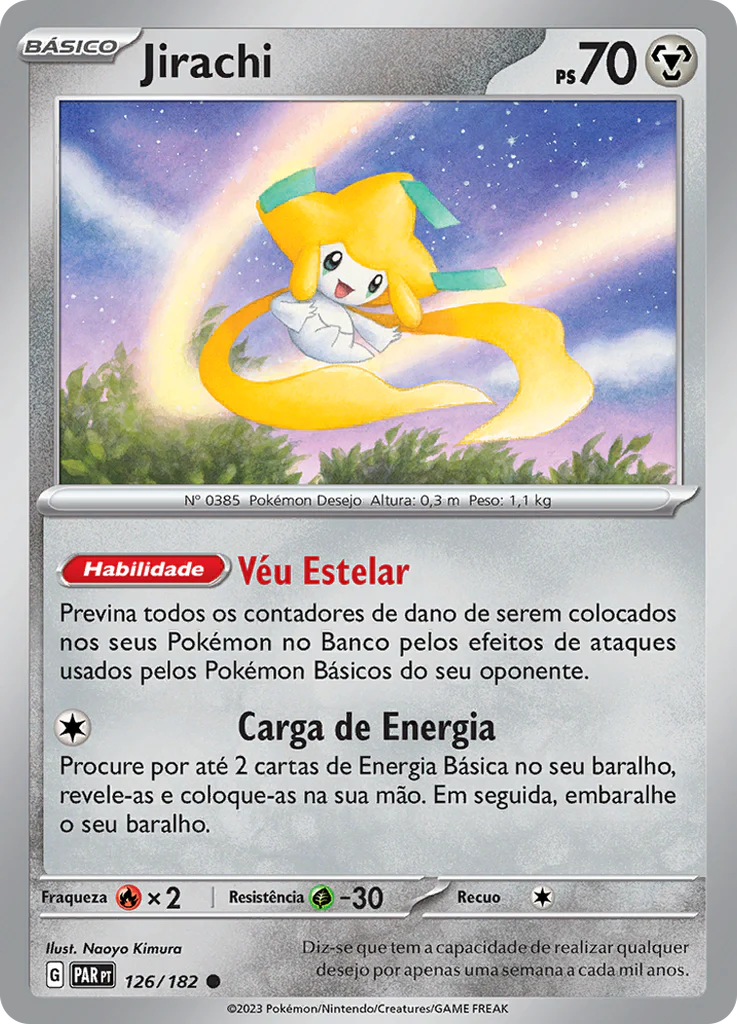 BÁSICO
Jirachi
PS 70
Nº 0385 Pokémon Desejo Altura: 0,3 m Peso: 1,1 kg
Habilidade Véu Estelar
Previna todos os contadores de dano de serem colocados
nos seus Pokémon no Banco pelos efeitos de ataques
usados pelos Pokémon Básicos do seu oponente.
Carga de Energia
Procure por até 2 cartas de Energia Básica no seu baralho,
revele-as e coloque-as na sua mão. Em seguida, embaralhe
o seu baralho.
Fraqueza ×2 Resistência -30 Recuo
Ilust. Naoyo Kimura
G PAR PT 126/182
Diz-se que tem a capacidade de realizar qualquer
desejo por apenas uma semana a cada mil anos.
©2023 Pokémon/Nintendo/Creatures/GAME FREAK